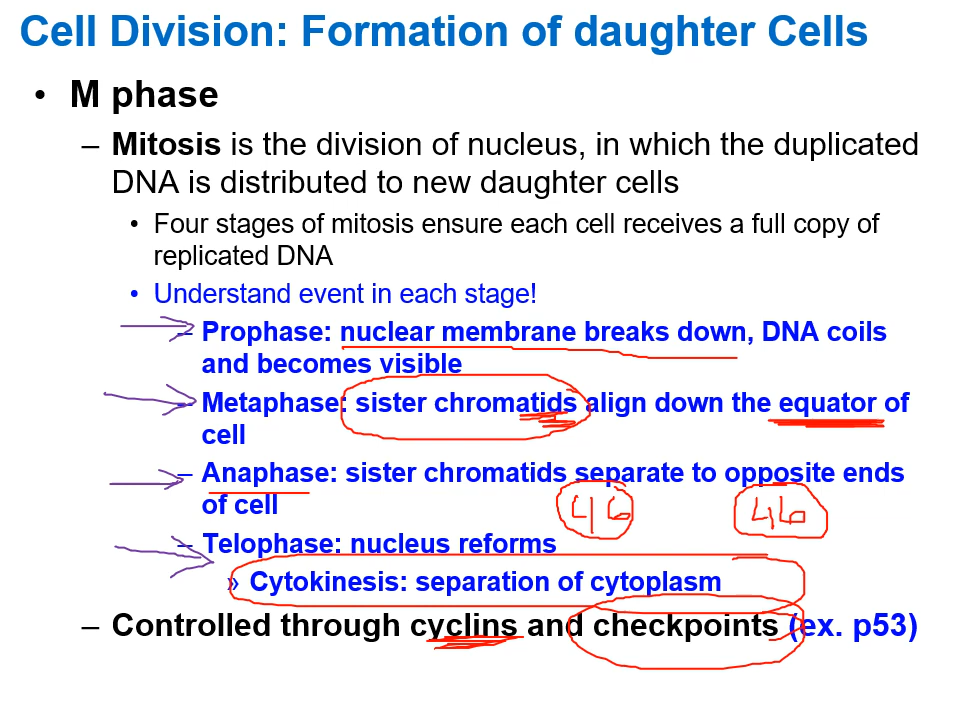 Cell Division: Formation of daughter Cells
• M phase
– Mitosis is the division of nucleus, in which the duplicated
DNA is distributed to new daughter cells
• Four stages of mitosis ensure each cell receives a full copy of
replicated DNA
• Understand event in each stage!
– Prophase: nuclear membrane breaks down, DNA coils
and becomes visible
– Metaphase: sister chromatids align down the equator of
cell
– Anaphase: sister chromatids separate to opposite ends
of cell
46 46
– Telophase: nucleus reforms
» Cytokinesis: separation of cytoplasm
– Controlled through cyclins and checkpoints (ex. p53)